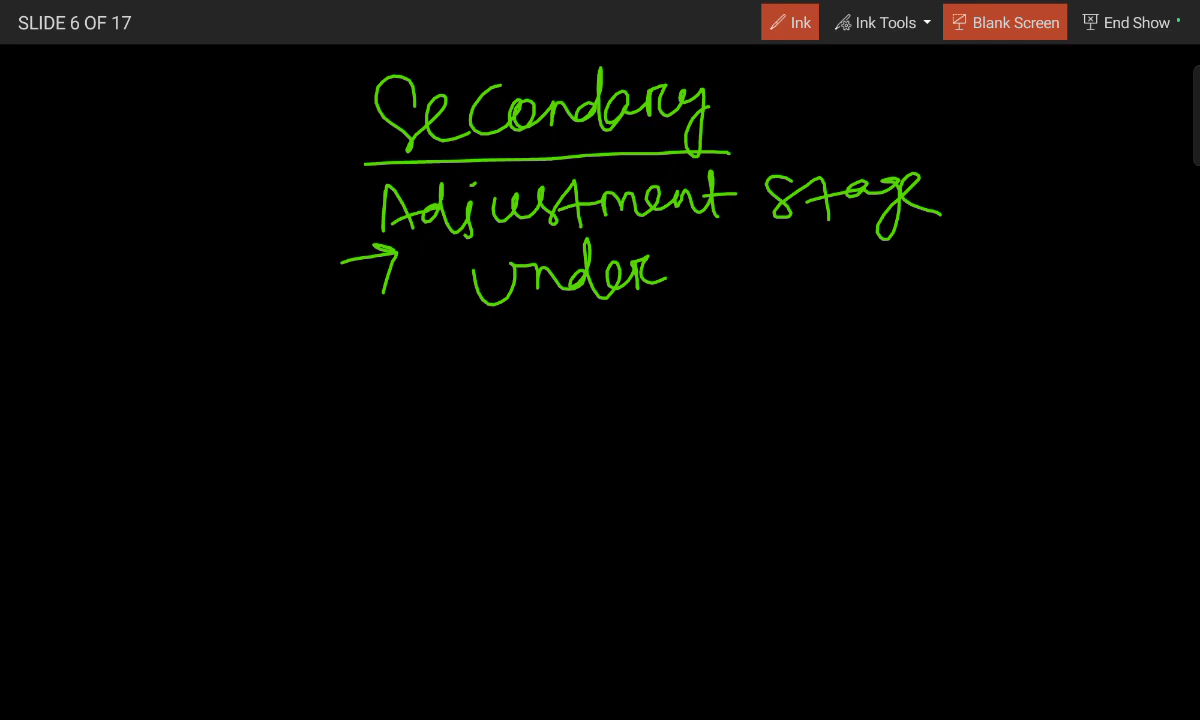 SLIDE 6 OF 17 Ink Ink Tools Blank Screen End Show
Secondary
Adjustment stage
→ under